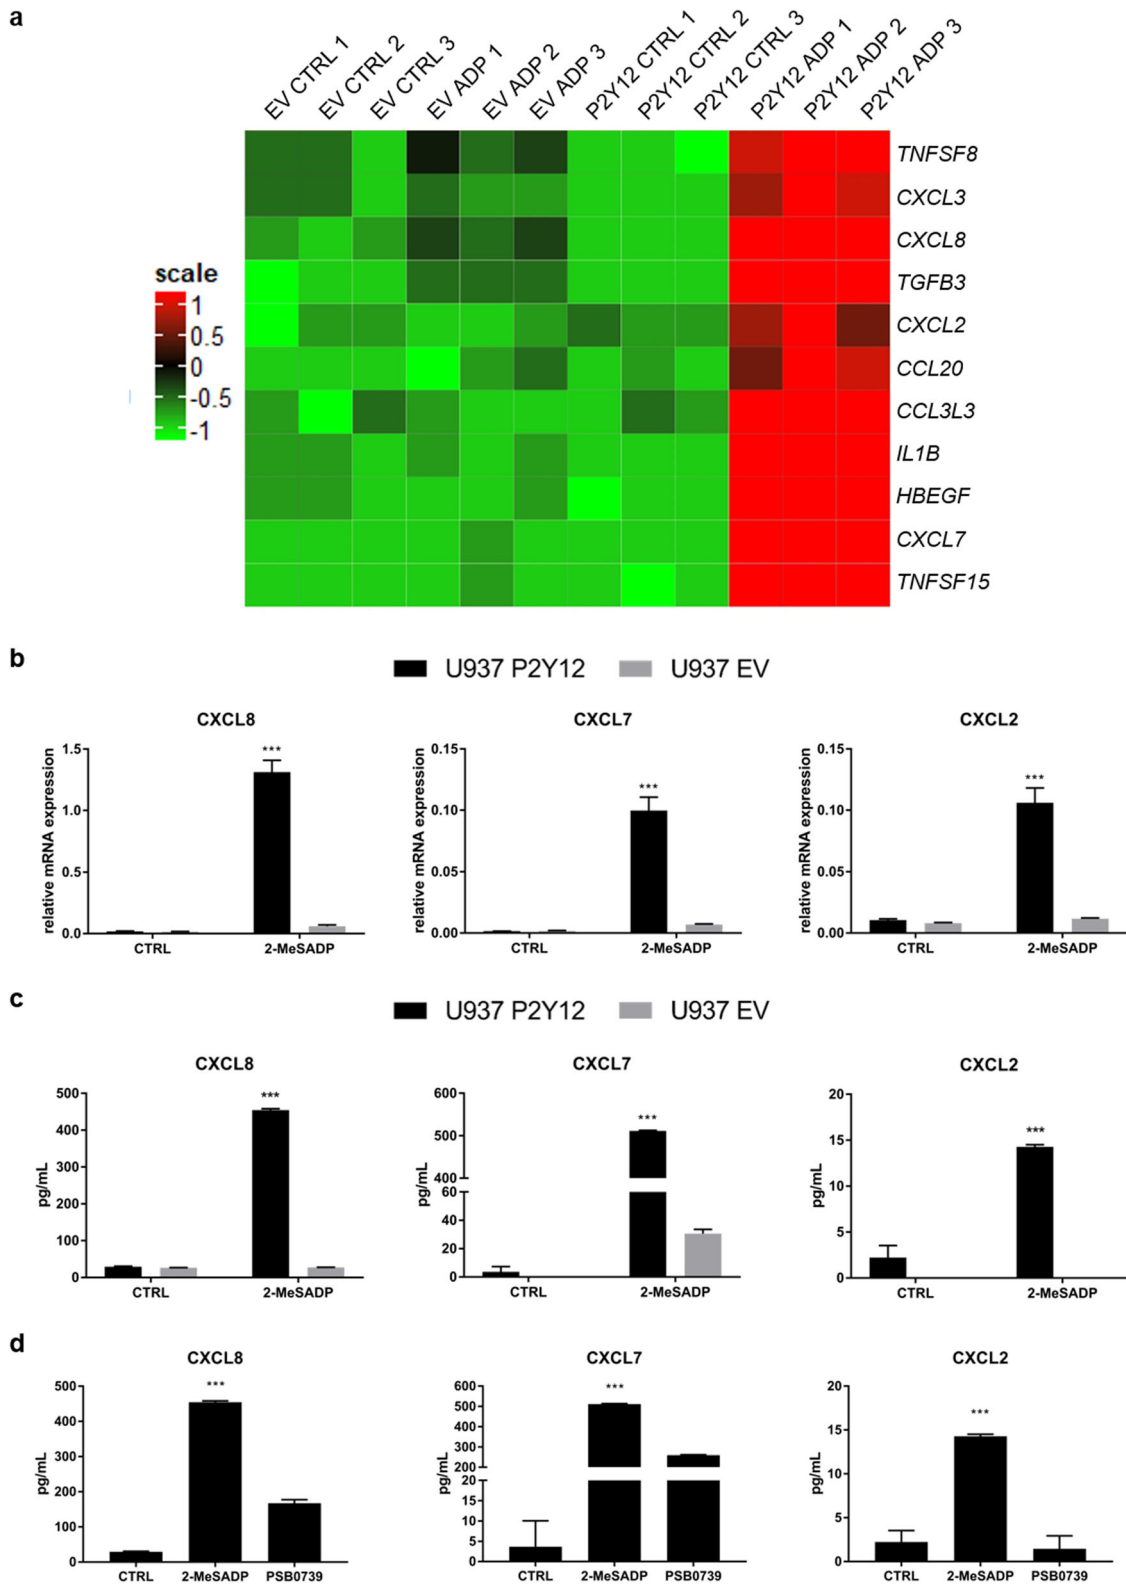 a
EV CTRL 1
EV CTRL 2
EV CTRL 3
EV ADP 1
EV ADP 2
EV ADP 3
P2Y12 CTRL 1
P2Y12 CTRL 2
P2Y12 CTRL 3
P2Y12 ADP 1
P2Y12 ADP 2
P2Y12 ADP 3
TNFSF8
CXCL3
CXCL8
TGFB3
CXCL2
CCL20
CCL3L3
IL1B
HBEGF
CXCL7
TNFSF15
scale
1
0.5
0
-0.5
-1
b
U937 P2Y12 U937 EV
CXCL8
relative mRNA expression
1.5
1.0
0.5
0.0
***
CTRL 2-MeSADP
CXCL7
relative mRNA expression
0.15
0.10
0.05
0.00
***
CTRL 2-MeSADP
CXCL2
relative mRNA expression
0.15
0.10
0.05
0.00
***
CTRL 2-MeSADP
c
U937 P2Y12 U937 EV
CXCL8
pg/mL
500
400
300
200
100
0
***
CTRL 2-MeSADP
CXCL7
pg/mL
600
500
400
60
40
20
0
***
CTRL 2-MeSADP
CXCL2
pg/mL
20
15
10
5
0
***
CTRL 2-MeSADP
d
CXCL8
pg/mL
500
400
300
200
100
0
***
CTRL 2-MeSADP PSB0739
CXCL7
pg/mL
600
500
400
300
200
20
15
10
5
0
***
CTRL 2-MeSADP PSB0739
CXCL2
pg/mL
20
15
10
5
0
***
CTRL 2-MeSADP PSB0739